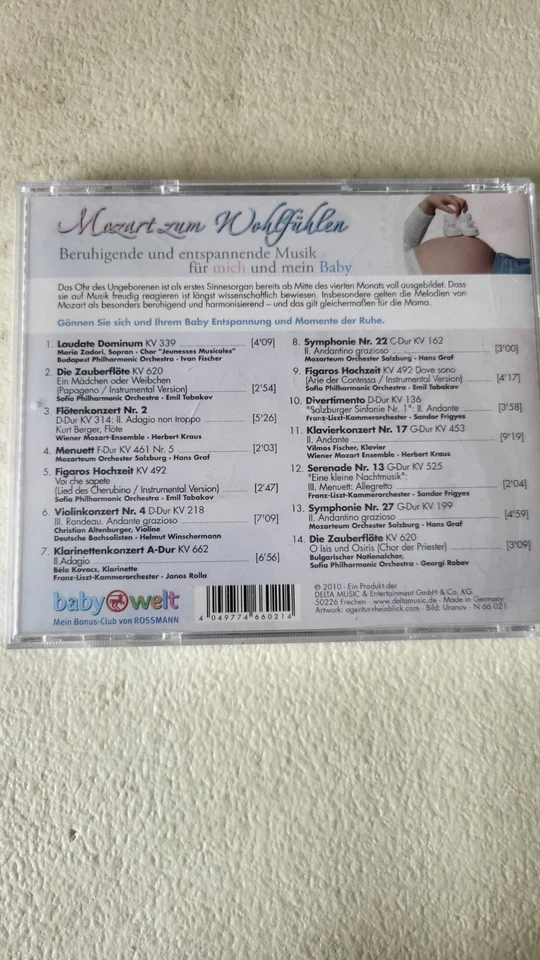 Mozart zum Wohlfühlen
Beruhigende und entspannende Musik
für mich und mein Baby
Das Ohr des Ungeborenen ist als erstes Sinnesorgan bereits ab Mitte des vierten Monats voll ausgebildet. Dass
sie auf Musik freudig reagieren ist längst wissenschaftlich bewiesen. Insbesondere gelten die Melodien von
Mozart als besonders beruhigend und harmonisierend – und das gilt gleichermaßen für die Mama.
Gönnen Sie sich und Ihrem Baby Entspannung und Momente der Ruhe.
1. Laudate Dominum KV 339 [4'09]
Maria Zadori, Sopran · Chor "Jeunesses Musicales"
Budapest Philharmonic Orchestra · Ivan Fischer
2. Die Zauberflöte KV 620
Ein Mädchen oder Weibchen
(Papageno / Instrumental Version) [2'54]
Sofia Philharmonic Orchestra · Emil Tabakov
3. Flötenkonzert Nr. 2
D-Dur KV 314: II. Adagio non troppo [5'26]
Kurt Berger, Flöte
Wiener Mozart-Ensemble · Herbert Kraus
4. Menuett F-Dur KV 461 Nr. 5 [2'03]
Mozarteum Orchester Salzburg · Hans Graf
5. Figaros Hochzeit KV 492
Voi che sapete
(Lied des Cherubino / Instrumental Version) [2'47]
Sofia Philharmonic Orchestra · Emil Tabakov
6. Violinkonzert Nr. 4 D-Dur KV 218
III. Rondeau. Andante grazioso [7'09]
Christian Altenburger, Violine
Deutsche Bachsolisten · Helmut Winschermann
7. Klarinettenkonzert A-Dur KV 662
II.Adagio [6'56]
Béla Kovacs, Klarinette
Franz-Liszt-Kammerorchester · Janos Rolla
8. Symphonie Nr. 22 C-Dur KV 162
II. Andantino grazioso [3'00]
Mozarteum Orchester Salzburg · Hans Graf
9. Figaros Hochzeit KV 492 Dove sono
(Arie der Contessa / Instrumental Version) [4'17]
Sofia Philharmonic Orchestra · Emil Tabakov
10. Divertimento D-Dur KV 136
"Salzburger Sinfonie Nr. 1": II. Andante [3'58]
Franz-Liszt-Kammerorchester · Sandor Frigyes
11. Klavierkonzert Nr. 17 G-Dur KV 453
II. Andante [9'19]
Vilmos Fischer, Klavier
Wiener Mozart Ensemble · Herbert Kraus
12. Serenade Nr. 13 G-Dur KV 525
"Eine kleine Nachtmusik":
III. Menuett: Allegretto [2'04]
Franz-Liszt-Kammerorchester · Sandor Frigyes
13. Symphonie Nr. 27 G-Dur KV 199
II. Andantino grazioso [4'59]
Mozarteum Orchester Salzburg · Hans Graf
14. Die Zauberflöte KV 620
O Isis und Osiris (Chor der Priester) [3'09]
Bulgarischer Nationalchor,
Sofia Philharmonic Orchestra · Georgi Robev
baby welt
Mein Bonus-Club von ROSSMANN
4 049774 660214
℗ 2010 - Ein Produkt der
DELTA MUSIC & Entertainment GmbH & Co. KG
50226 Frechen · www.deltamusic.de · Made in Germany
Artwork: agentur-rheinblick.com · Bild: Uranov · N 66 021